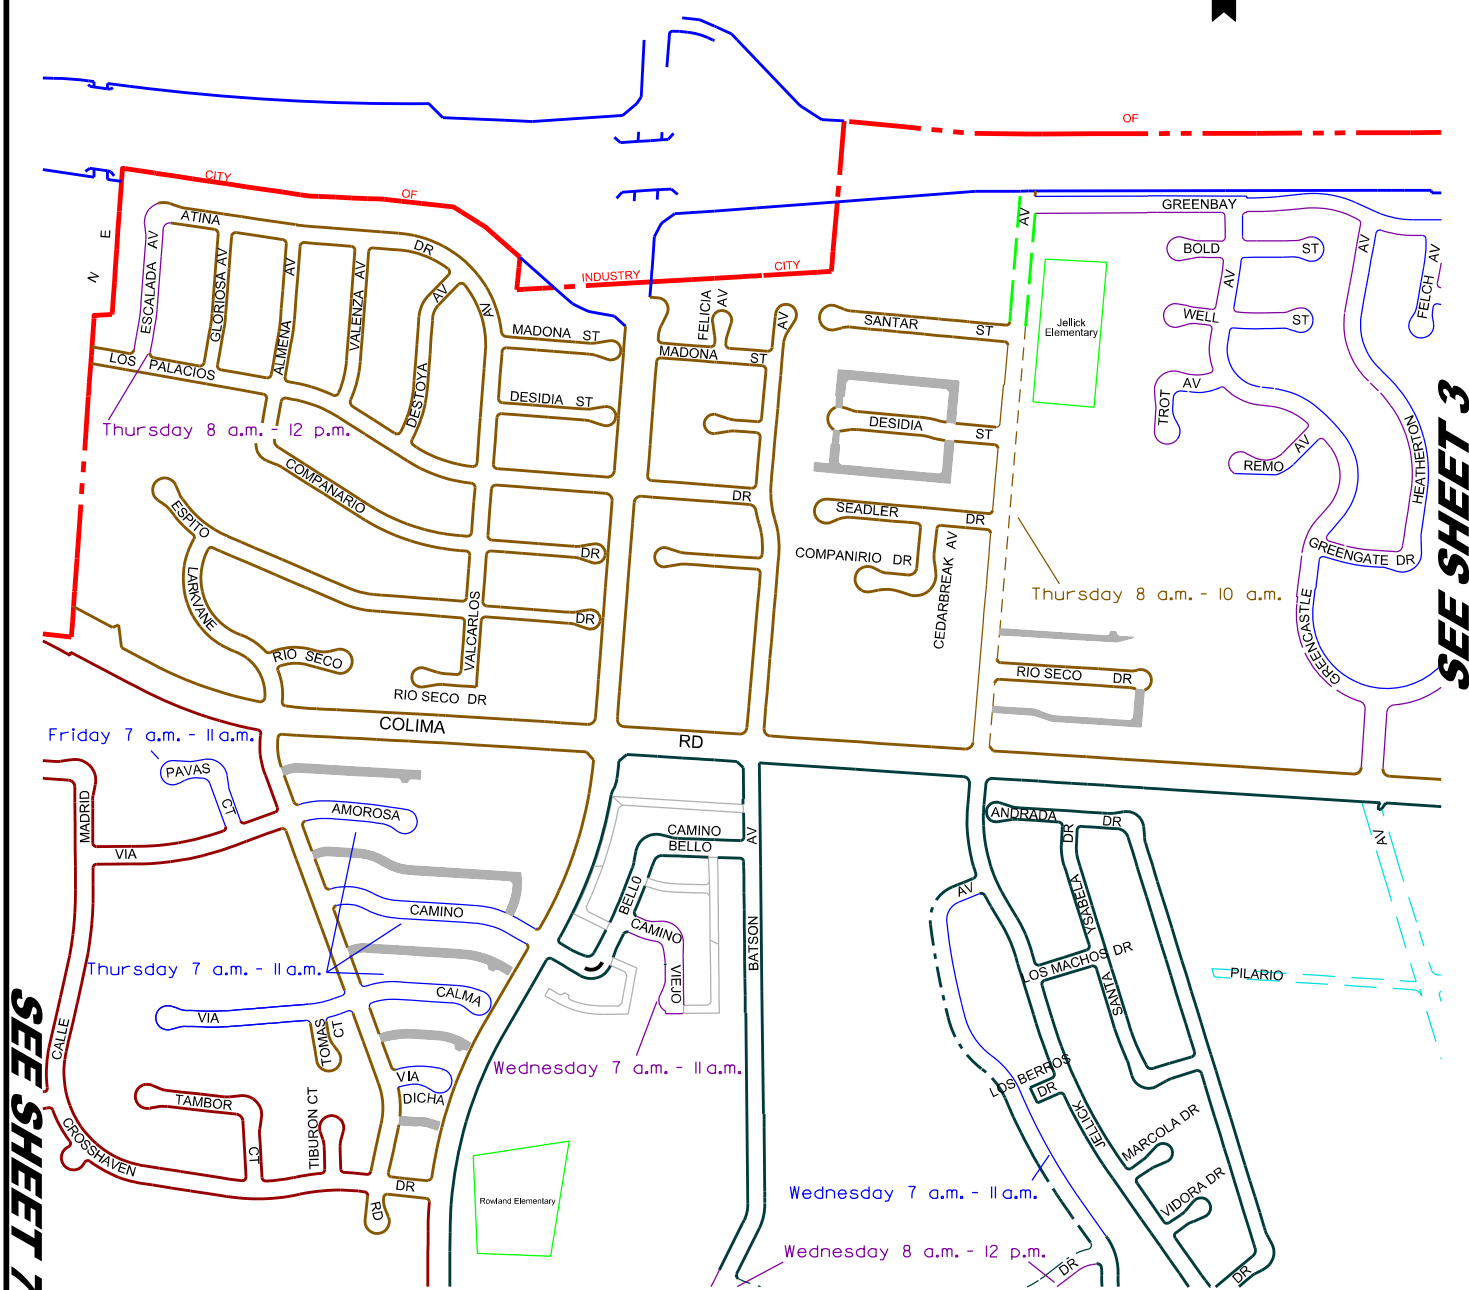 OF
CITY
OF
INDUSTRY
CITY
N E
ATINA
DR
ESCALADA AV
GLORIOSA AV
ALMENA
AV
VALENZA AV
DESTOYA
AV
AV
LOS PALACIOS
MADONA ST
DESIDIA ST
FELICIA AV
AV
MADONA ST
SANTAR ST
AV
Jellick
Elementary
GREENBAY
BOLD ST
AV
WELL ST
AV
TROT
REMO AV
AV
FELCH AV
HEATHERTON
GREENGATE DR
GREENCASTLE
SEE SHEET 3
Thursday 8 a.m. - 12 p.m.
COMPANARIO
DR
DR
ESPITO
DR
LARKVANE
VALCARLOS
RIO SECO
RIO SECO DR
DESIDIA ST
SEADLER DR
COMPANIRIO DR
CEDARBREAK AV
Thursday 8 a.m. - 10 a.m.
RIO SECO DR
COLIMA
RD
Friday 7 a.m. - 11 a.m.
PAVAS
CT
MADRID
VIA
AMOROSA
CAMINO
BELLO
AV
BELLO
CAMINO
VIEJO
BATSON
CAMINO
Thursday 7 a.m. - 11 a.m.
CALMA
VIA
TOMAS CT
CALLE
VIA
DICHA
TAMBOR
CT
TIBURON CT
CROSSHAVEN
DR
RD
Wednesday 7 a.m. - 11 a.m.
Rowland Elementary
ANDRADA DR
DR
YSABELA
AV
LOS MACHOS DR
SANTA
LOS BERROS
DR
JELLICK
MARCOLA DR
VIDORA DR
DR
DR
AV
PILARIO
Wednesday 7 a.m. - 11 a.m.
Wednesday 8 a.m. - 12 p.m.
SEE SHEET 7